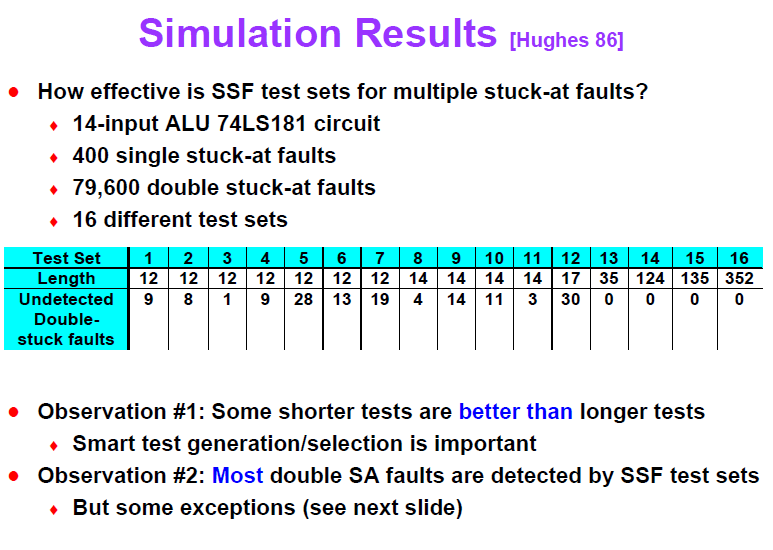 Simulation Results [Hughes 86]
● How effective is SSF test sets for multiple stuck-at faults?
♦ 14-input ALU 74LS181 circuit
♦ 400 single stuck-at faults
♦ 79,600 double stuck-at faults
♦ 16 different test sets
Test Set 1 2 3 4 5 6 7 8 9 10 11 12 13 14 15 16
Length 12 12 12 12 12 12 12 14 14 14 14 17 35 124 135 352
Undetected 9 8 1 9 28 13 19 4 14 11 3 30 0 0 0 0
Double-
stuck faults
● Observation #1: Some shorter tests are better than longer tests
♦ Smart test generation/selection is important
● Observation #2: Most double SA faults are detected by SSF test sets
♦ But some exceptions (see next slide)